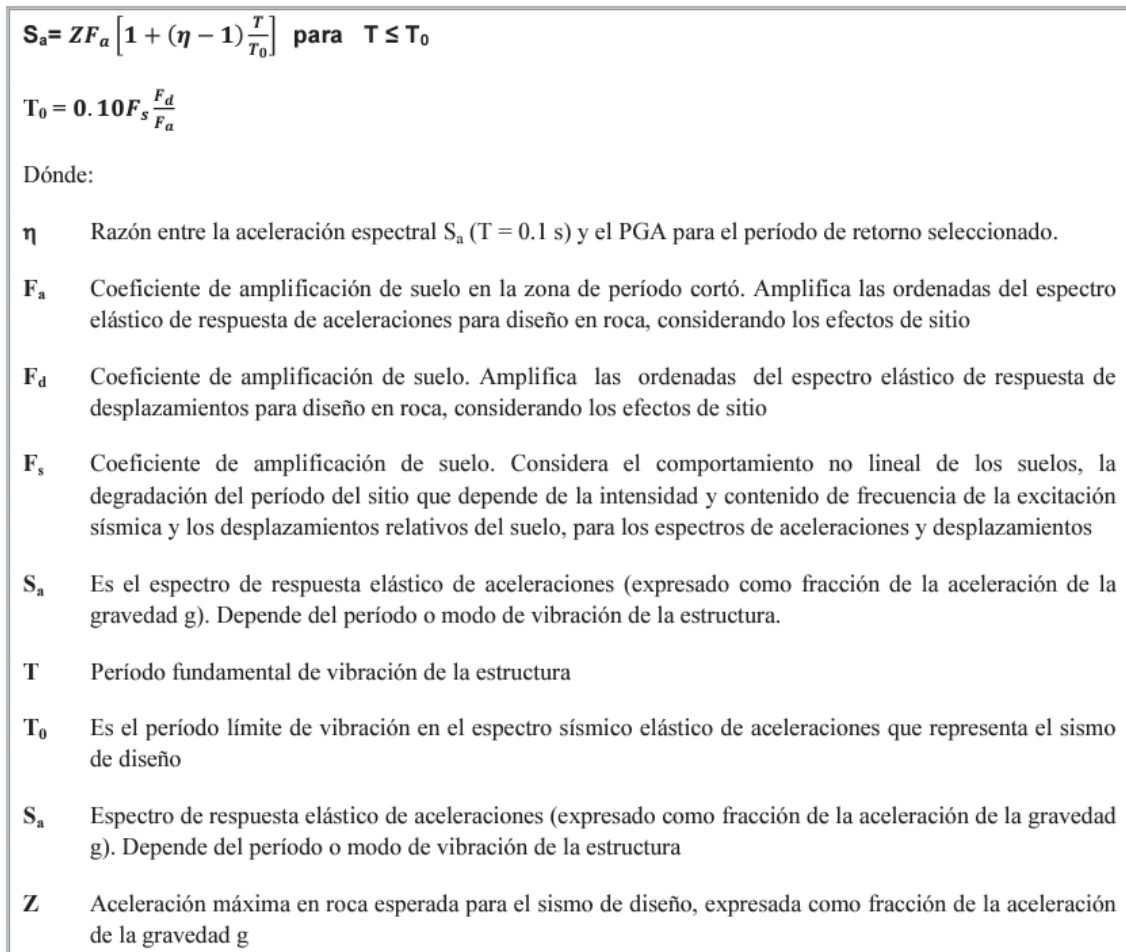 Sₐ= ZFₐ [1 + (η − 1) T/T₀] para T ≤ T₀
T₀ = 0.10Fₛ F_d/Fₐ
Dónde:
η Razón entre la aceleración espectral Sₐ (T = 0.1 s) y el PGA para el período de retorno seleccionado.
Fₐ Coeficiente de amplificación de suelo en la zona de período cortó. Amplifica las ordenadas del espectro
elástico de respuesta de aceleraciones para diseño en roca, considerando los efectos de sitio
F_d Coeficiente de amplificación de suelo. Amplifica las ordenadas del espectro elástico de respuesta de
desplazamientos para diseño en roca, considerando los efectos de sitio
Fₛ Coeficiente de amplificación de suelo. Considera el comportamiento no lineal de los suelos, la
degradación del período del sitio que depende de la intensidad y contenido de frecuencia de la excitación
sísmica y los desplazamientos relativos del suelo, para los espectros de aceleraciones y desplazamientos
Sₐ Es el espectro de respuesta elástico de aceleraciones (expresado como fracción de la aceleración de la
gravedad g). Depende del período o modo de vibración de la estructura.
T Período fundamental de vibración de la estructura
T₀ Es el período límite de vibración en el espectro sísmico elástico de aceleraciones que representa el sismo
de diseño
Sₐ Espectro de respuesta elástico de aceleraciones (expresado como fracción de la aceleración de la gravedad
g). Depende del período o modo de vibración de la estructura
Z Aceleración máxima en roca esperada para el sismo de diseño, expresada como fracción de la aceleración
de la gravedad g